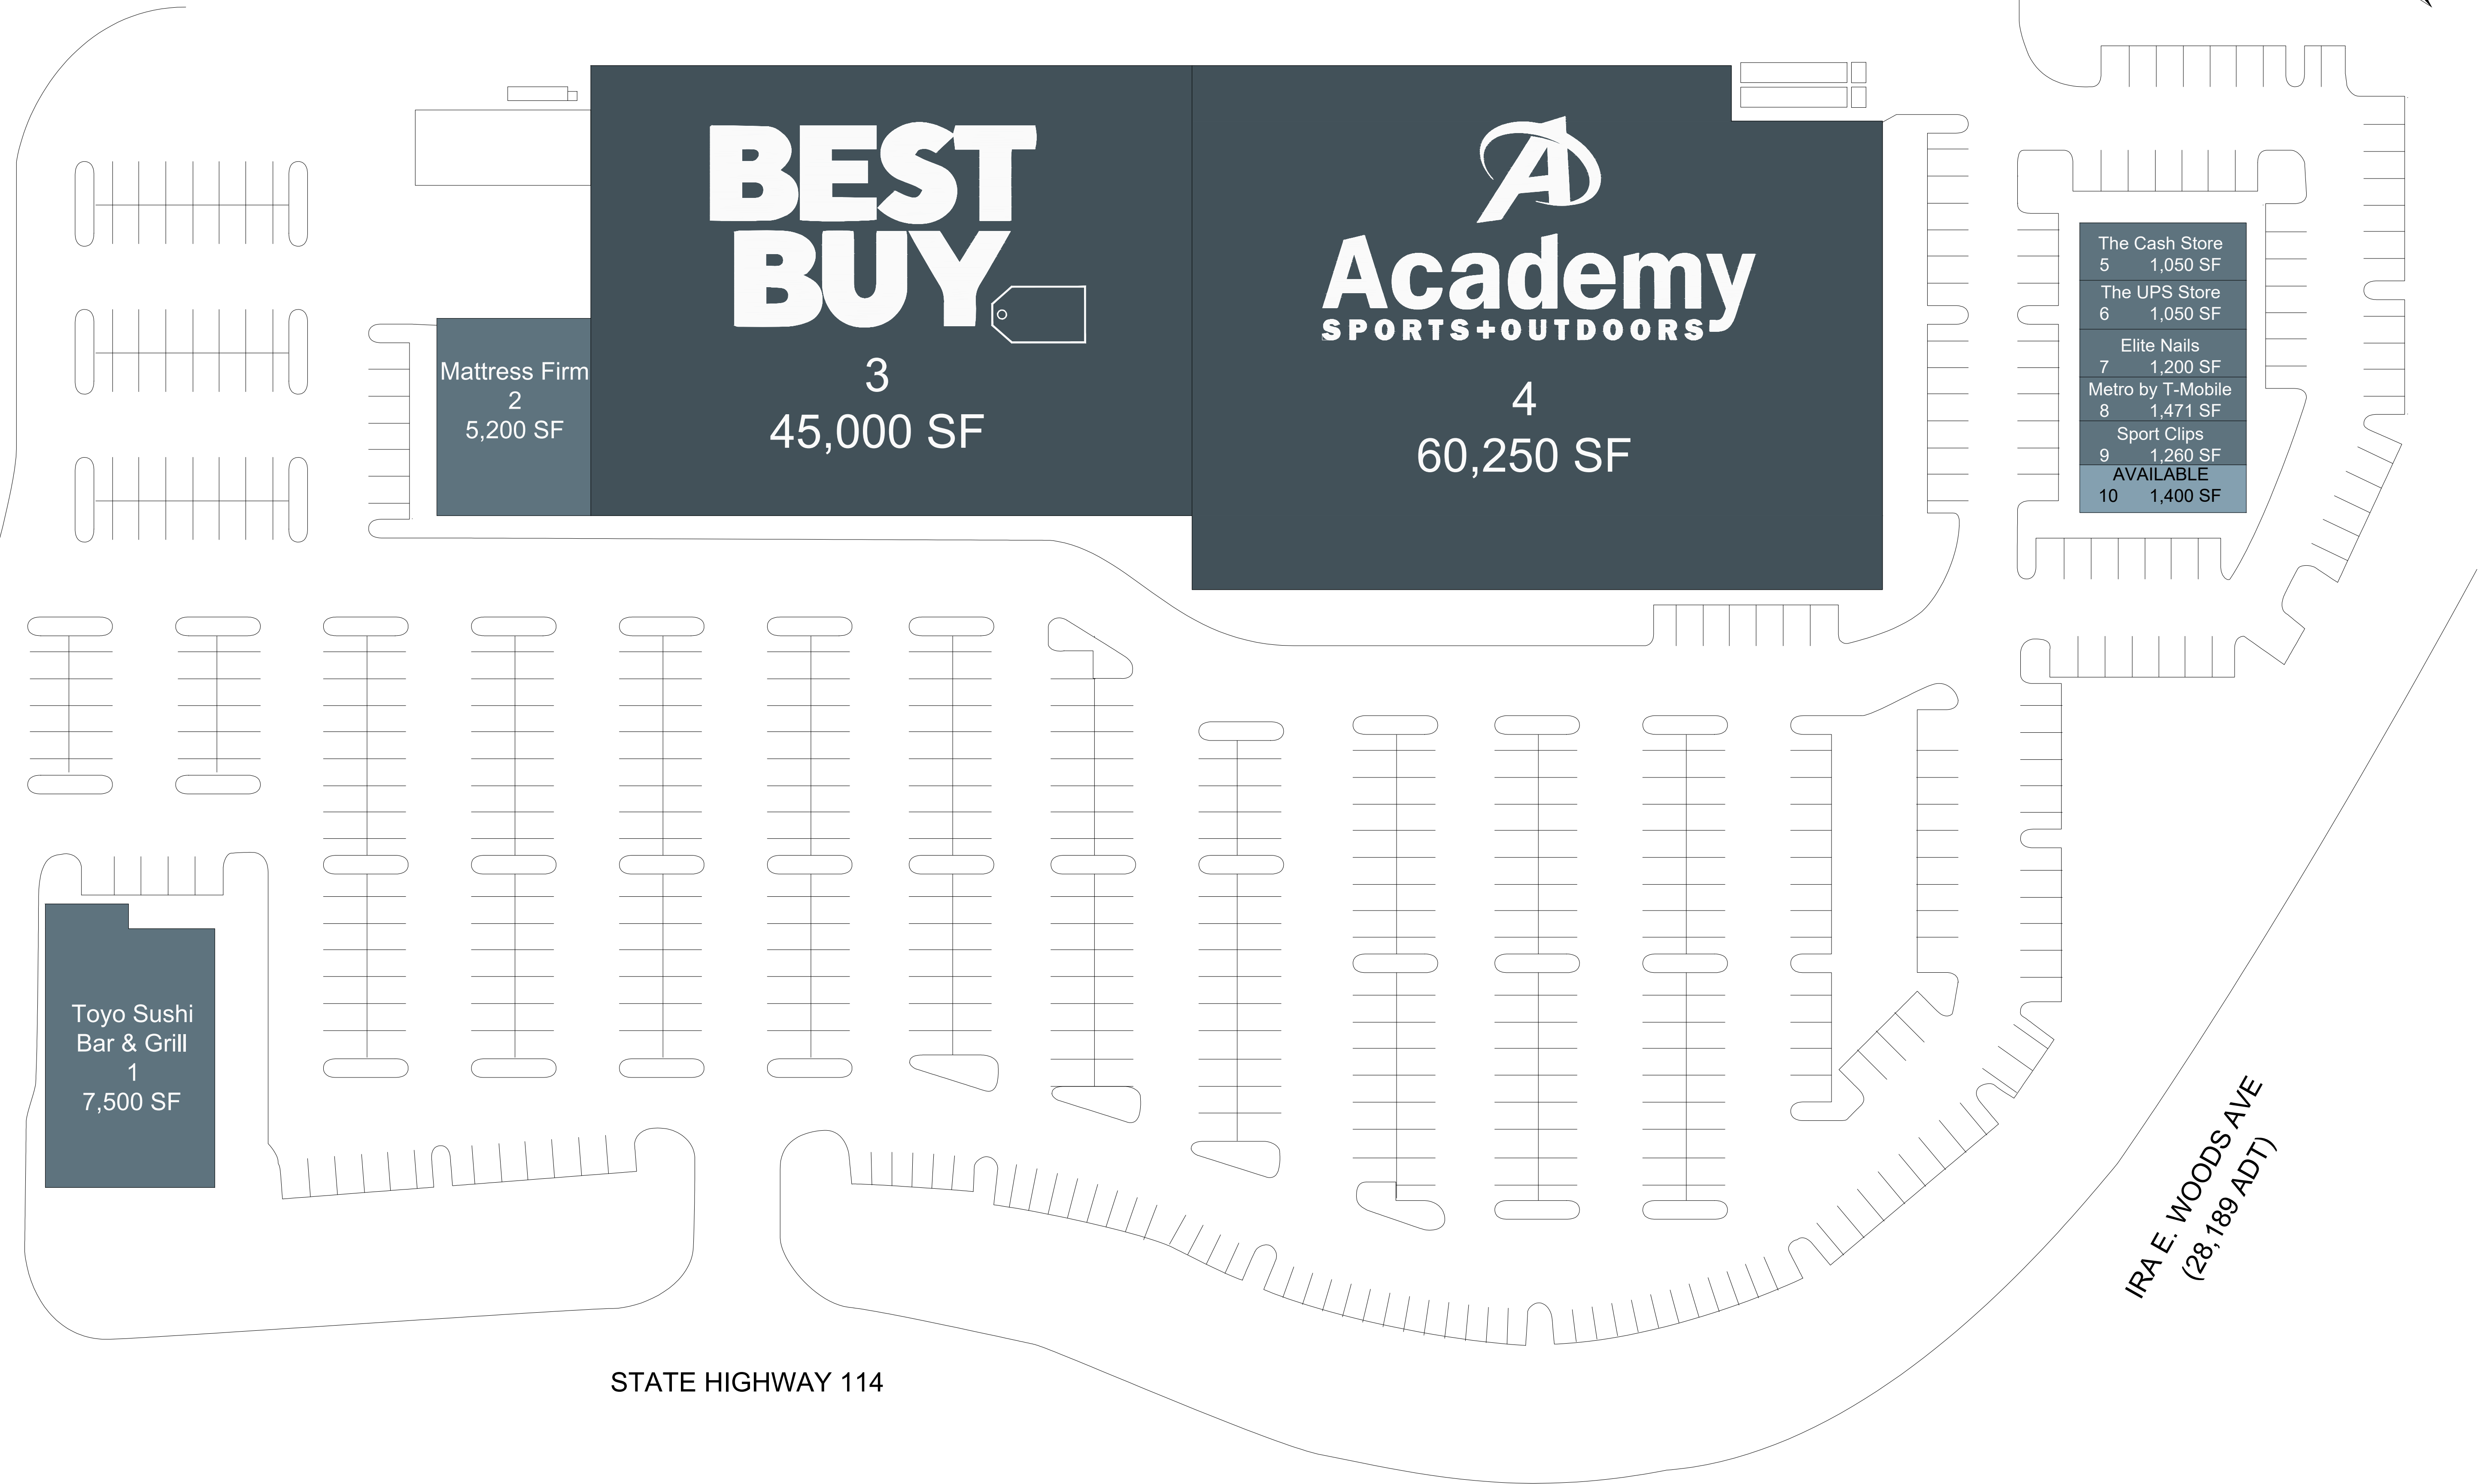 BEST
BUY
3
45,000 SF
Academy
SPORTS+OUTDOORS
4
60,250 SF
Mattress Firm
2
5,200 SF
The Cash Store
5 1,050 SF
The UPS Store
6 1,050 SF
Elite Nails
7 1,200 SF
Metro by T-Mobile
8 1,471 SF
Sport Clips
9 1,260 SF
AVAILABLE
10 1,400 SF
Toyo Sushi
Bar & Grill
1
7,500 SF
IRA E. WOODS AVE
(28,189 ADT)
STATE HIGHWAY 114